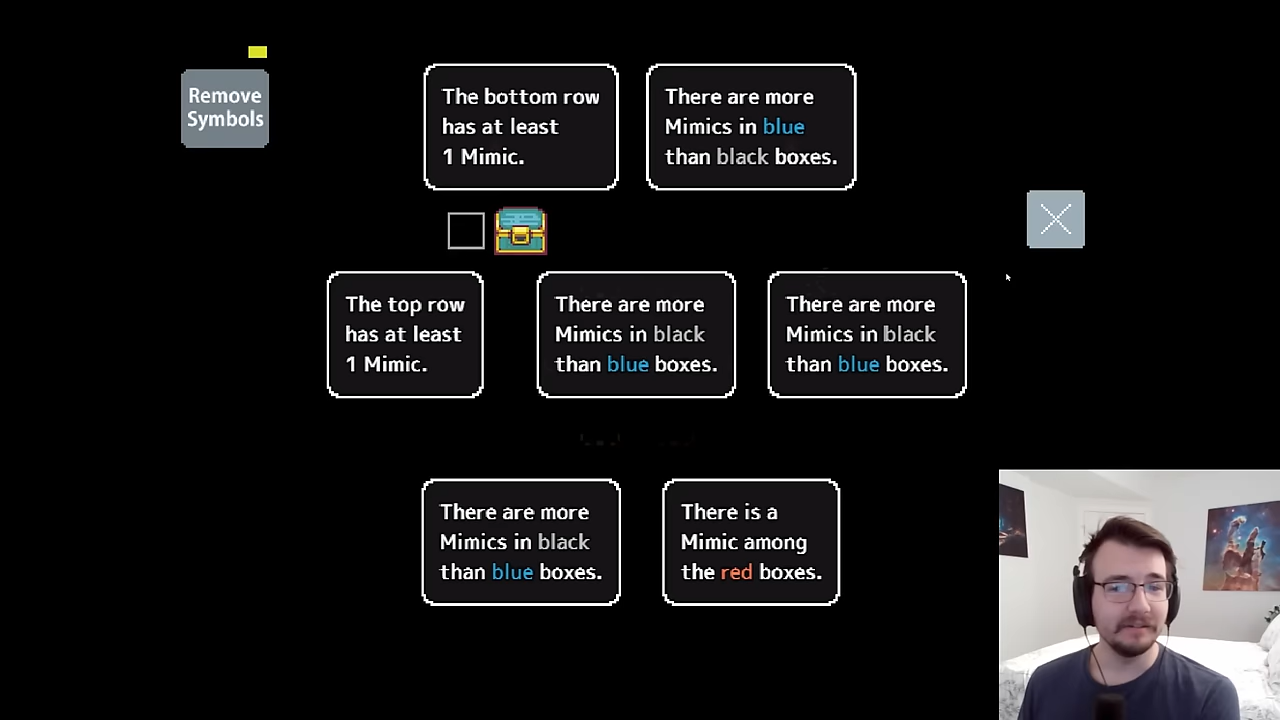 Remove
Symbols
The bottom row
has at least
1 Mimic.
There are more
Mimics in blue
than black boxes.
The top row
has at least
1 Mimic.
There are more
Mimics in black
than blue boxes.
There are more
Mimics in black
than blue boxes.
There are more
Mimics in black
than blue boxes.
There is a
Mimic among
the red boxes.